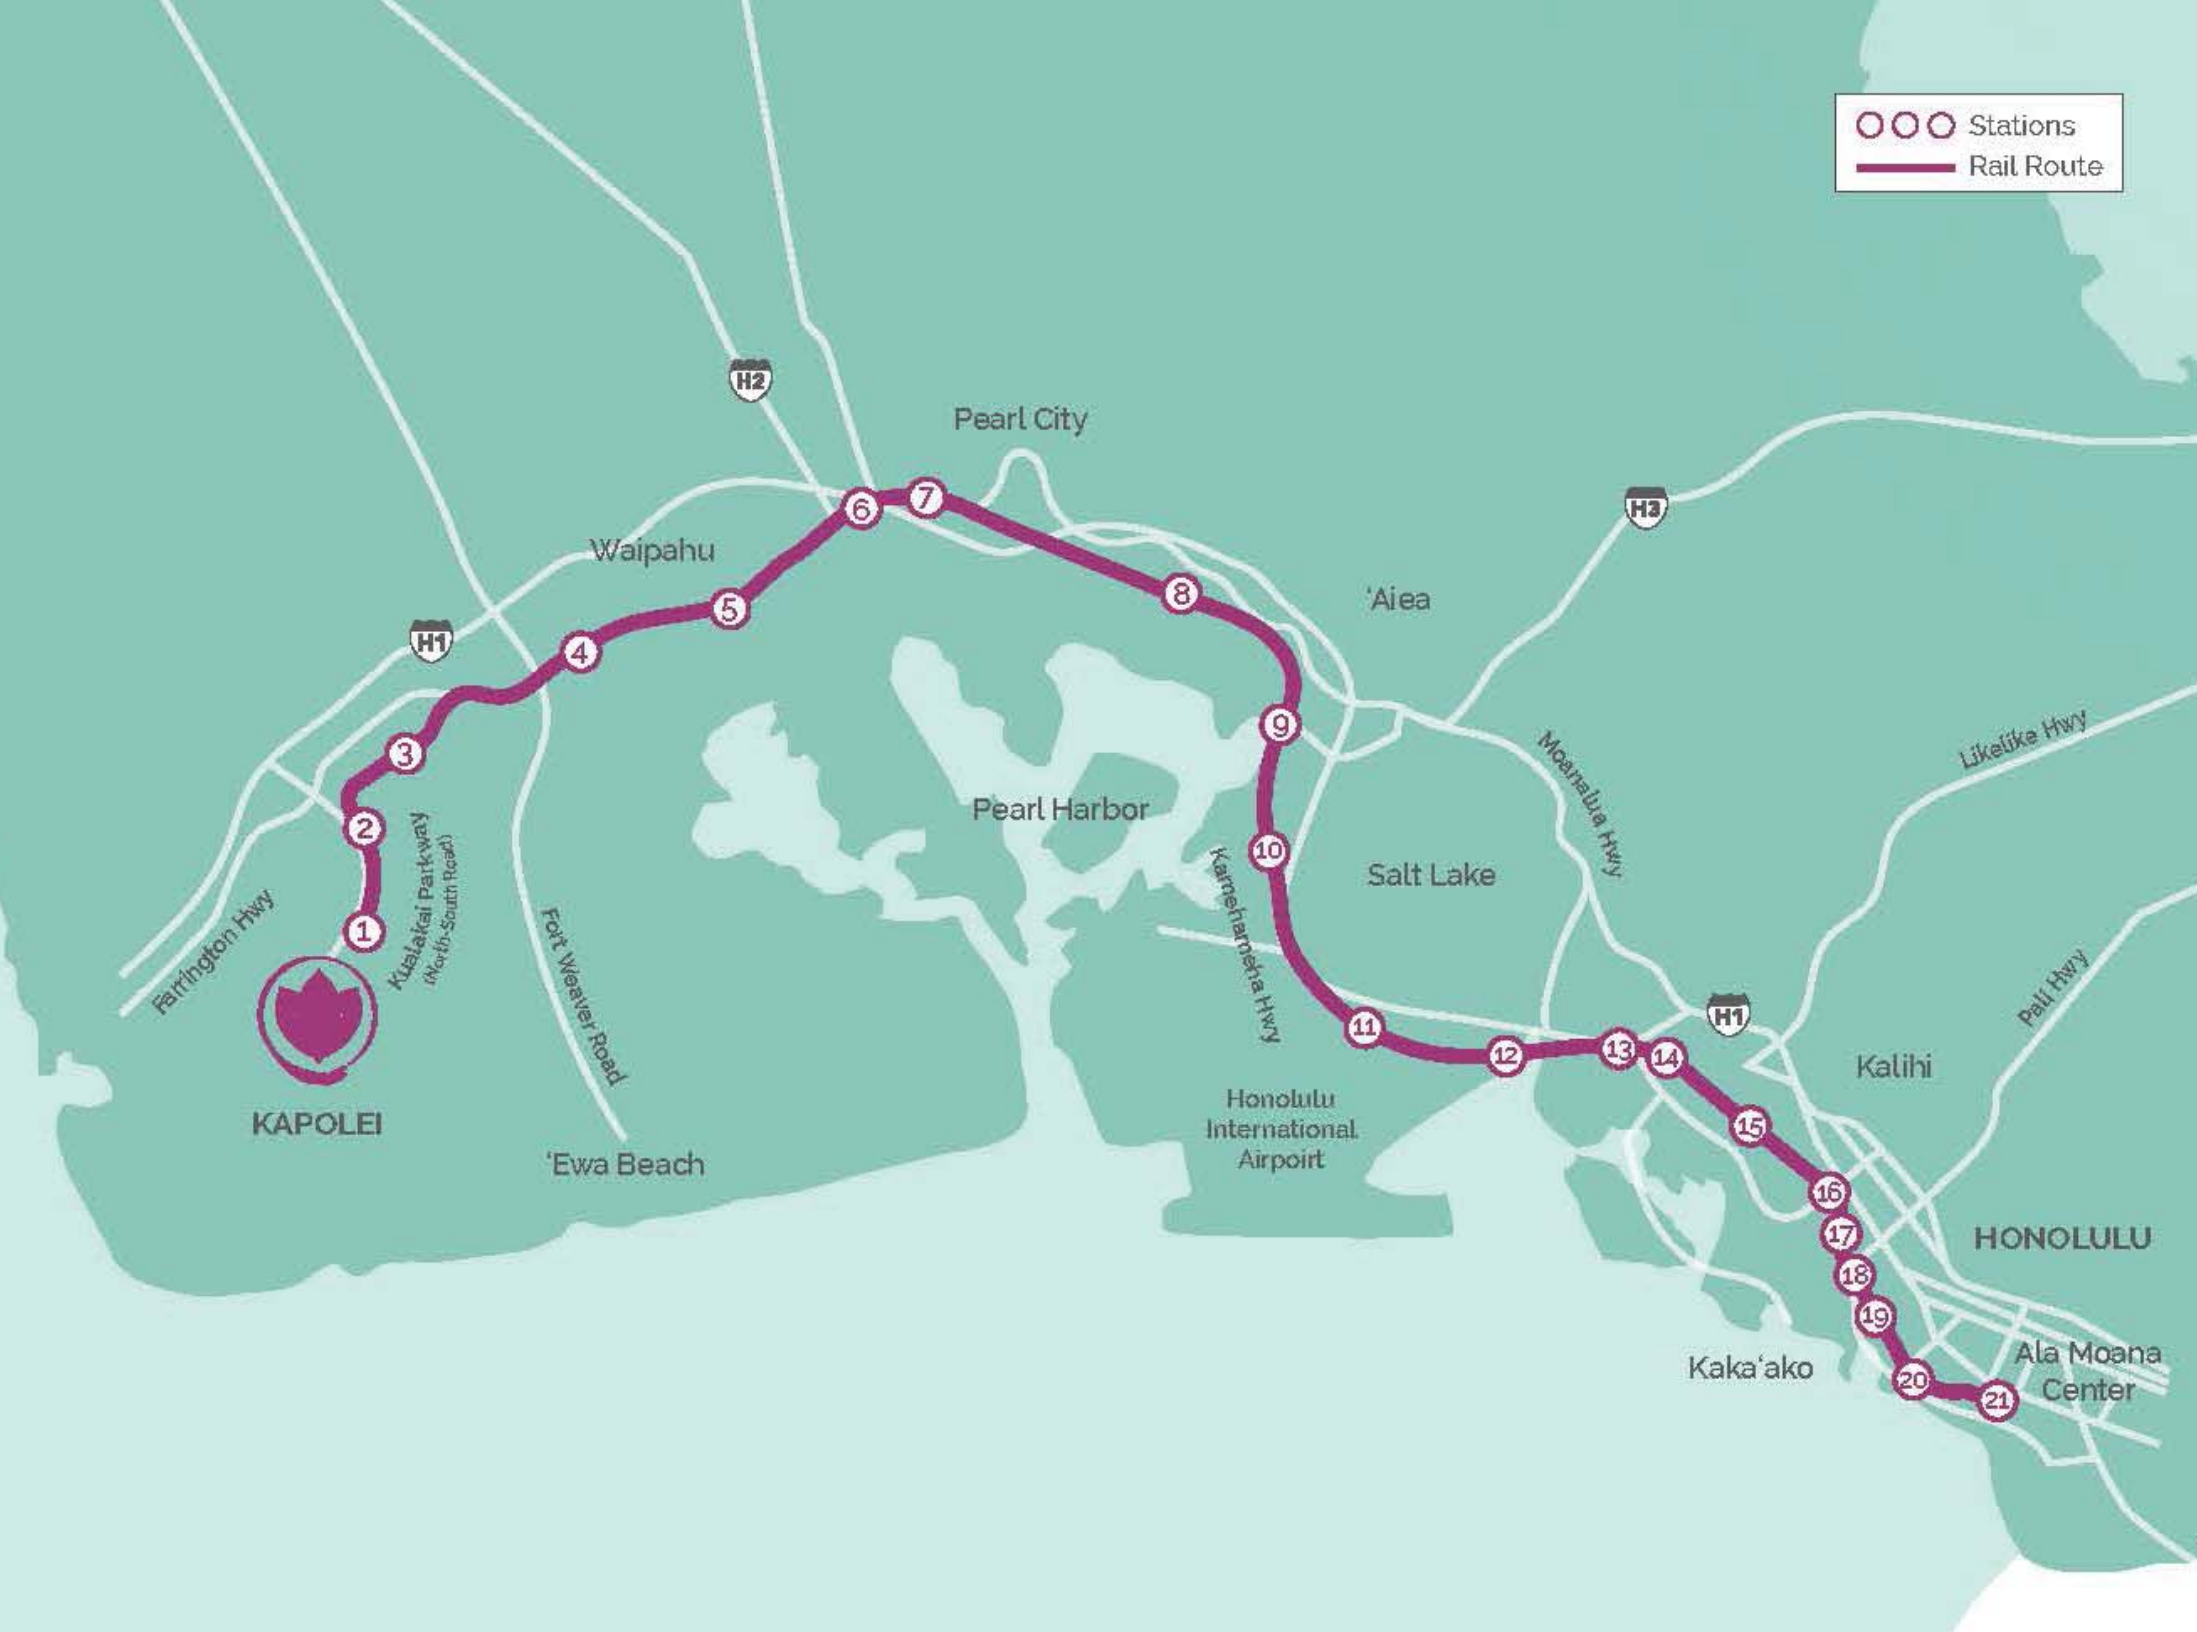 Stations
Rail Route
H2
Pearl City
H3
6
7
Waipahu
8
'Aiea
5
H1
4
9
Moanalua Hwy
Likelike Hwy
3
2
Pearl Harbor
10
Salt Lake
Kamehameha Hwy
Kualakai Parkway
(North-South Road)
1
Farrington Hwy
Fort Weaver Road
Pali Hwy
H1
11
12
13
14
Kalihi
KAPOLEI
Honolulu
International
Airpoirt
15
'Ewa Beach
16
17
HONOLULU
18
19
Kaka'ako
Ala Moana
Center
20
21